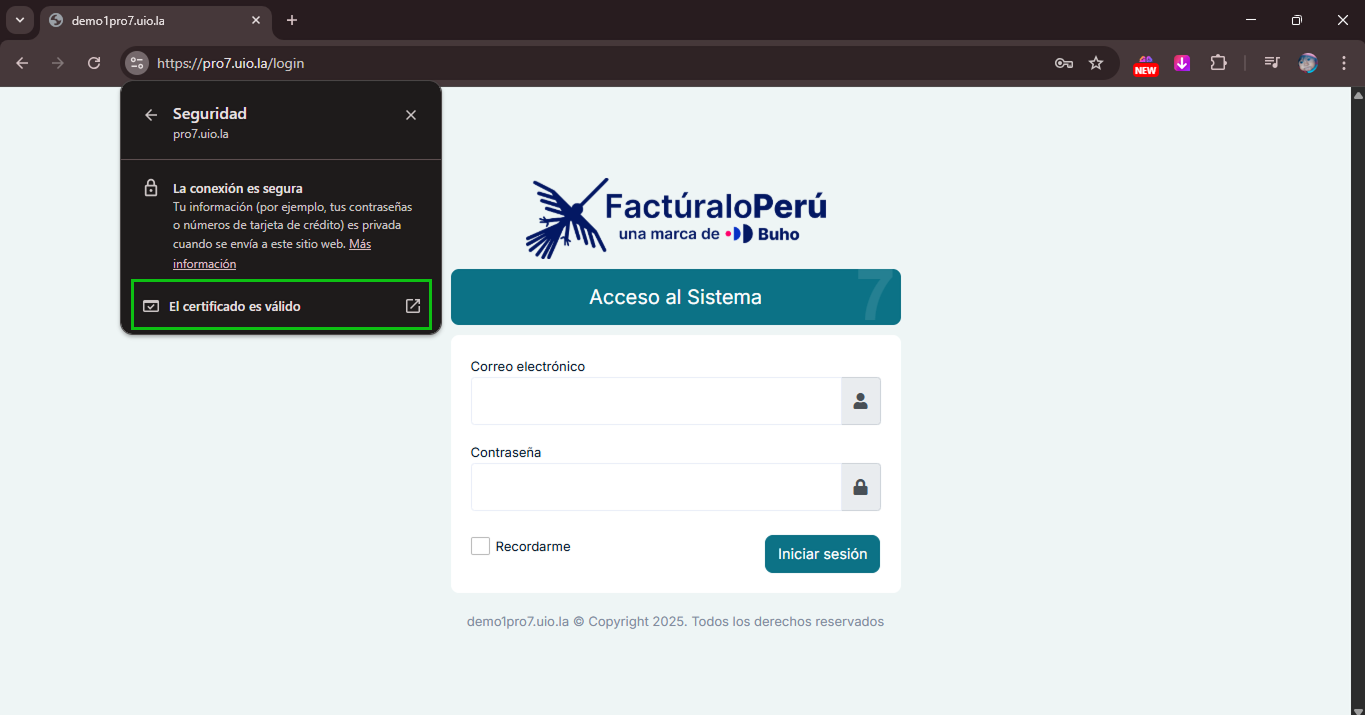 demo1pro7.uio.la
https://pro7.uio.la/login
NEW
Seguridad
pro7.uio.la
La conexión es segura
Tu información (por ejemplo, tus contraseñas
o números de tarjeta de crédito) es privada
cuando se envía a este sitio web. Más
información
El certificado es válido
FactúraloPerú
una marca de Buho
Acceso al Sistema
7
Correo electrónico
Contraseña
Recordarme
Iniciar sesión
demo1pro7.uio.la © Copyright 2025. Todos los derechos reservados